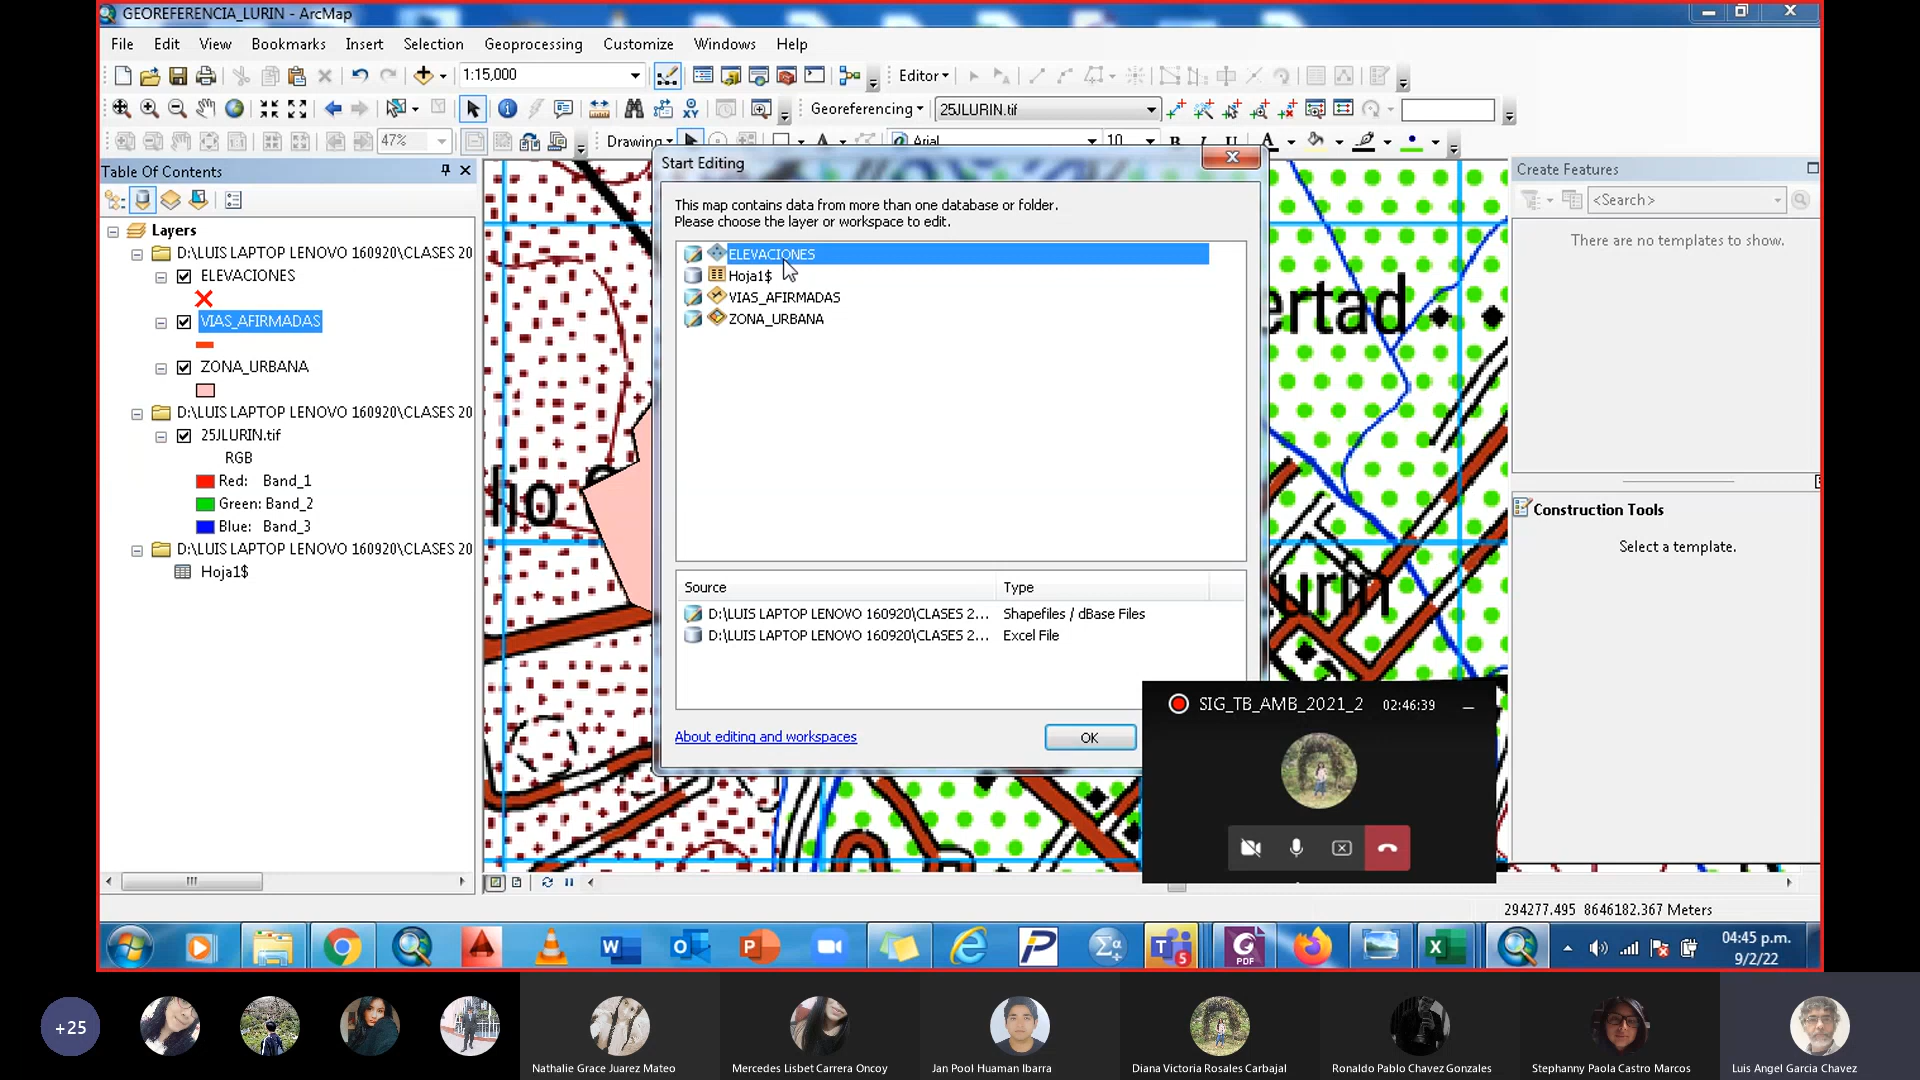 GEOREFERENCIA_LURIN - ArcMap
File Edit View Bookmarks Insert Selection Geoprocessing Customize Windows Help
1:15,000
Editor
Georeferencing
25JLURIN.tif
47%
Drawing
Arial
10
B
I
U
A
Table Of Contents
Layers
D:\LUIS LAPTOP LENOVO 160920\CLASES 20
ELEVACIONES
VIAS_AFIRMADAS
ZONA_URBANA
D:\LUIS LAPTOP LENOVO 160920\CLASES 20
25JLURIN.tif
RGB
Red: Band_1
Green: Band_2
Blue: Band_3
D:\LUIS LAPTOP LENOVO 160920\CLASES 20
Hoja1$
Start Editing
This map contains data from more than one database or folder.
Please choose the layer or workspace to edit.
ELEVACIONES
Hoja1$
VIAS_AFIRMADAS
ZONA_URBANA
Source Type
D:\LUIS LAPTOP LENOVO 160920\CLASES 2... Shapefiles / dBase Files
D:\LUIS LAPTOP LENOVO 160920\CLASES 2... Excel File
About editing and workspaces
OK
lio
ertad
Lurin
Create Features
<Search>
There are no templates to show.
Construction Tools
Select a template.
SIG_TB_AMB_2021_2 02:46:39
294277.495 8646182.367 Meters
PDF
5
04:45 p.m.
9/2/22
+25
Nathalie Grace Juarez Mateo
Mercedes Lisbet Carrera Oncoy
Jan Pool Huaman Ibarra
Diana Victoria Rosales Carbajal
Ronaldo Pablo Chavez Gonzales
Stephanny Paola Castro Marcos
Luis Angel Garcia Chavez